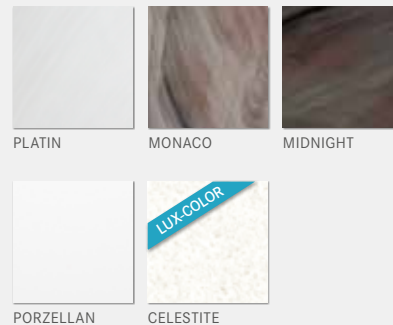 PLATIN
MONACO
MIDNIGHT
LUX-COLOR
PORZELLAN
CELESTITE